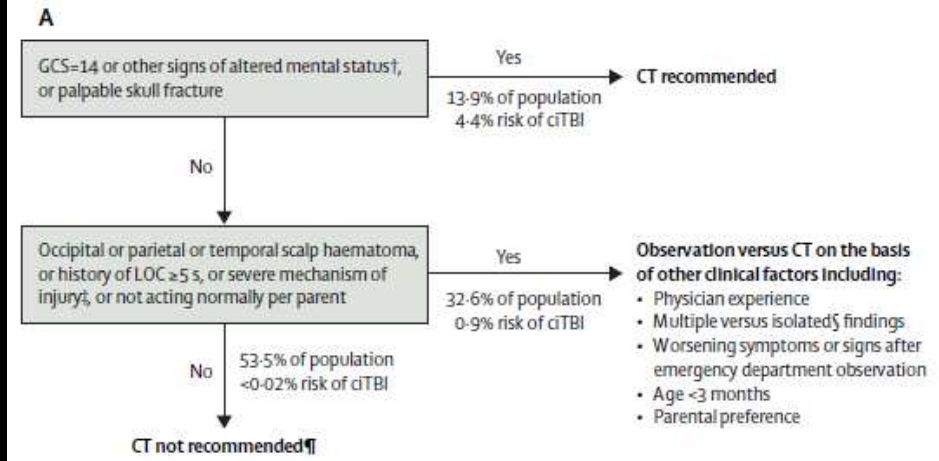 A
GCS=14 or other signs of altered mental status†,
or palpable skull fracture
Yes
13·9% of population
4·4% risk of ciTBI
CT recommended
No
Occipital or parietal or temporal scalp haematoma,
or history of LOC ≥5 s, or severe mechanism of
injury‡, or not acting normally per parent
Yes
32·6% of population
0·9% risk of ciTBI
Observation versus CT on the basis
of other clinical factors including:
• Physician experience
• Multiple versus isolated§ findings
• Worsening symptoms or signs after
emergency department observation
• Age <3 months
• Parental preference
No
53·5% of population
<0·02% risk of ciTBI
CT not recommended¶